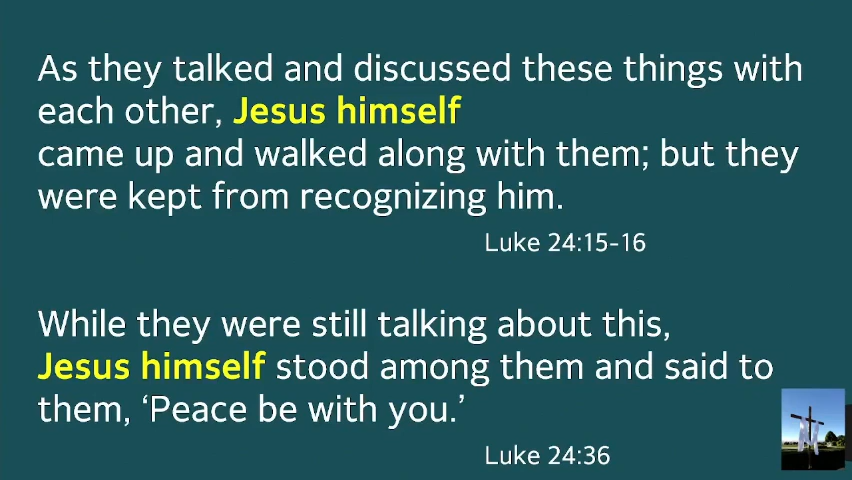 As they talked and discussed these things with
each other, Jesus himself
came up and walked along with them; but they
were kept from recognizing him.
Luke 24:15-16
While they were still talking about this,
Jesus himself stood among them and said to
them, ‘Peace be with you.’
Luke 24:36